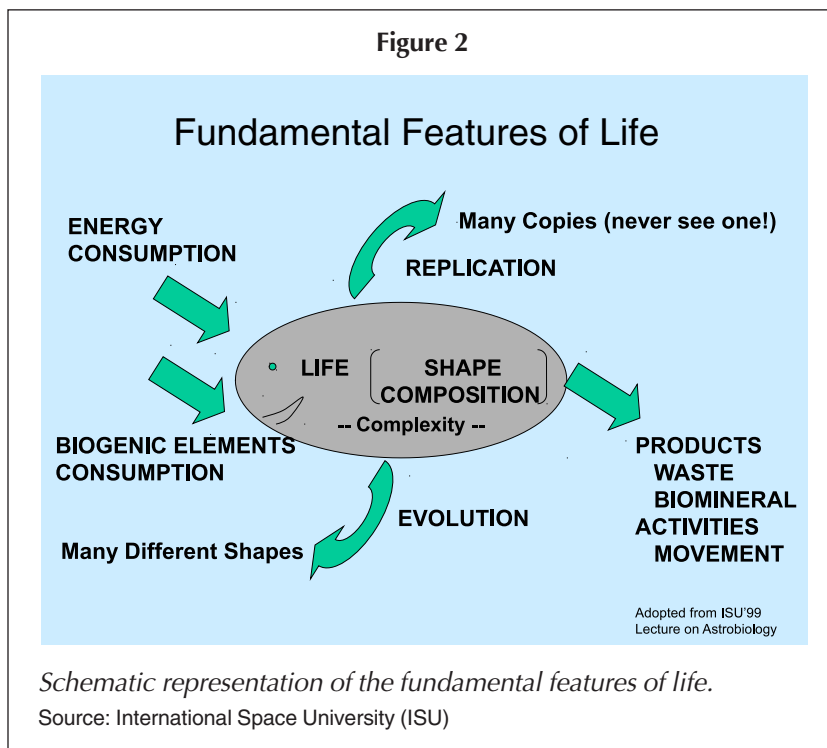 Figure 2
Fundamental Features of Life
ENERGY
CONSUMPTION
Many Copies (never see one!)
REPLICATION
LIFE
SHAPE
COMPOSITION
-- Complexity --
BIOGENIC ELEMENTS
CONSUMPTION
PRODUCTS
WASTE
BIOMINERAL
ACTIVITIES
MOVEMENT
EVOLUTION
Many Different Shapes
Adopted from ISU'99
Lecture on Astrobiology
Schematic representation of the fundamental features of life.
Source: International Space University (ISU)